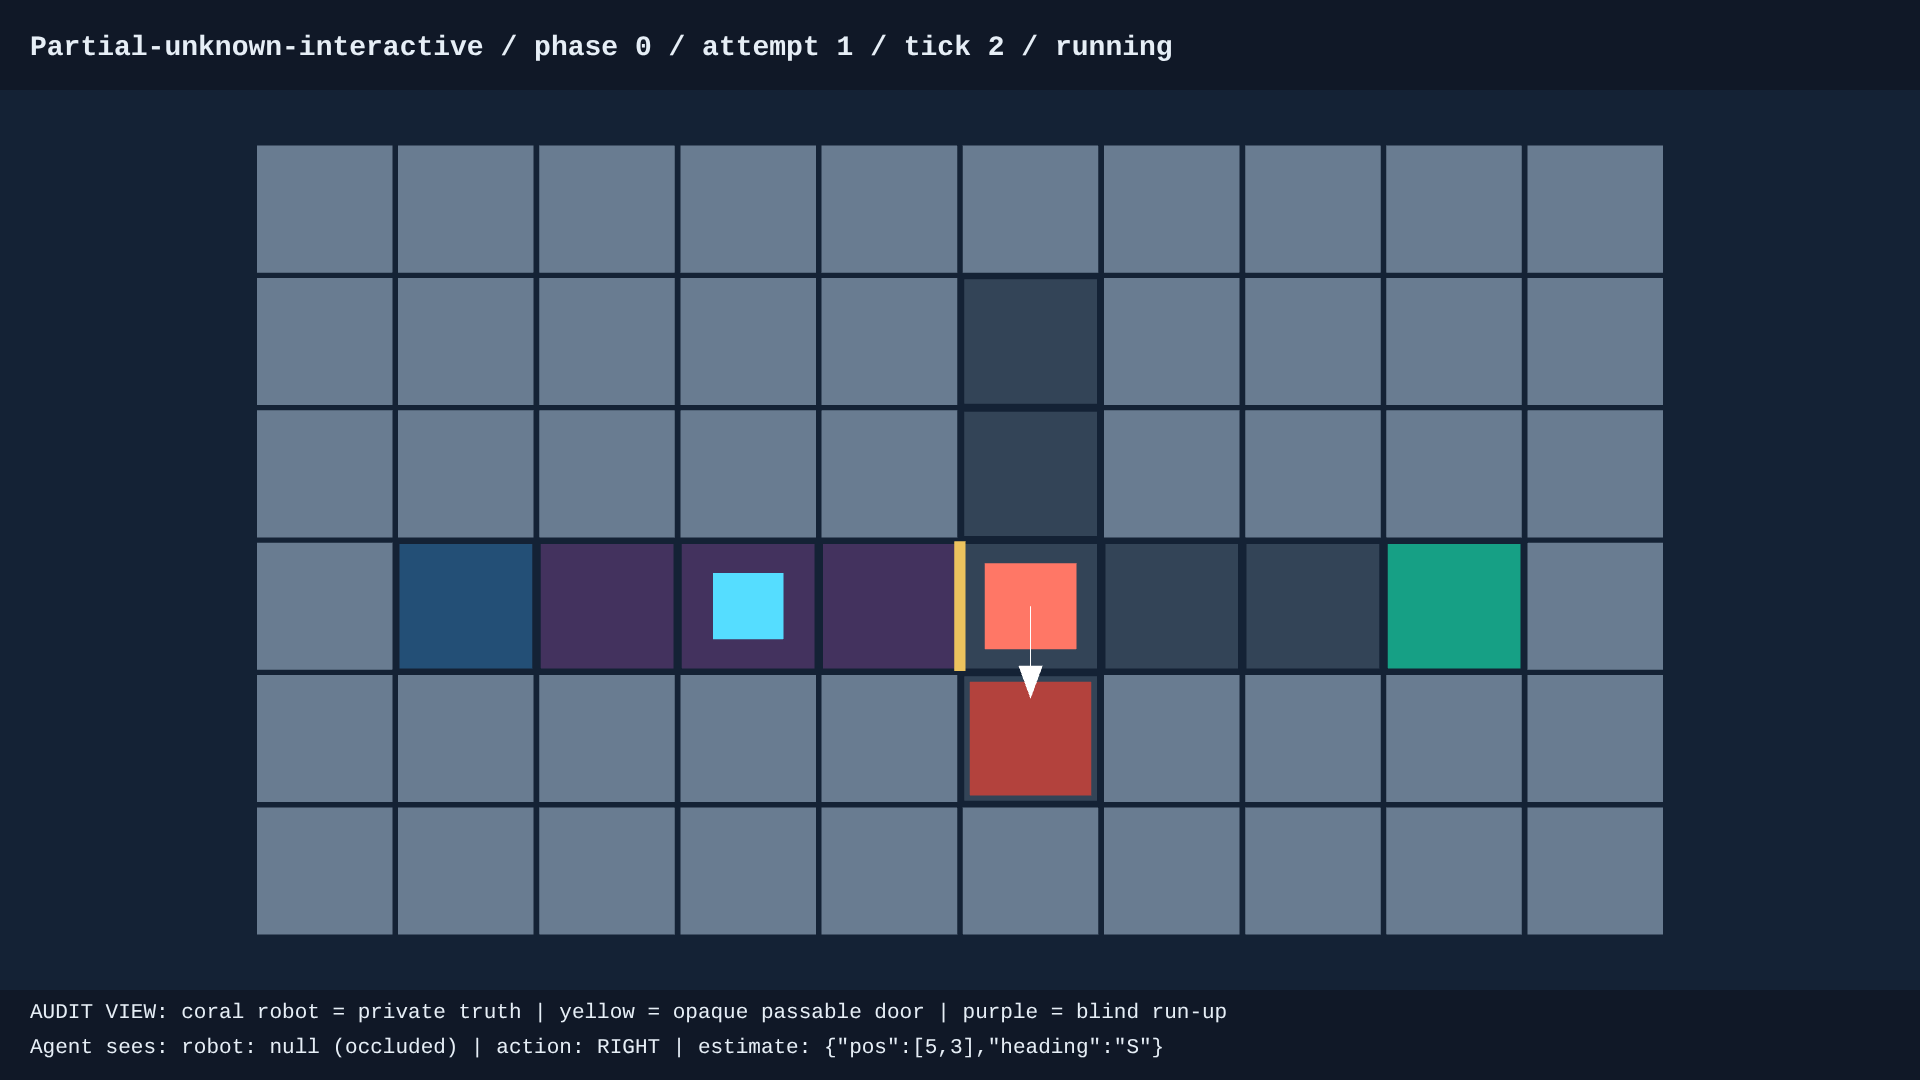 Partial-unknown-interactive / phase 0 / attempt 1 / tick 2 / running
AUDIT VIEW: coral robot = private truth | yellow = opaque passable door | purple = blind run-up
Agent sees: robot: null (occluded) | action: RIGHT | estimate: {"pos":[5,3],"heading":"S"}